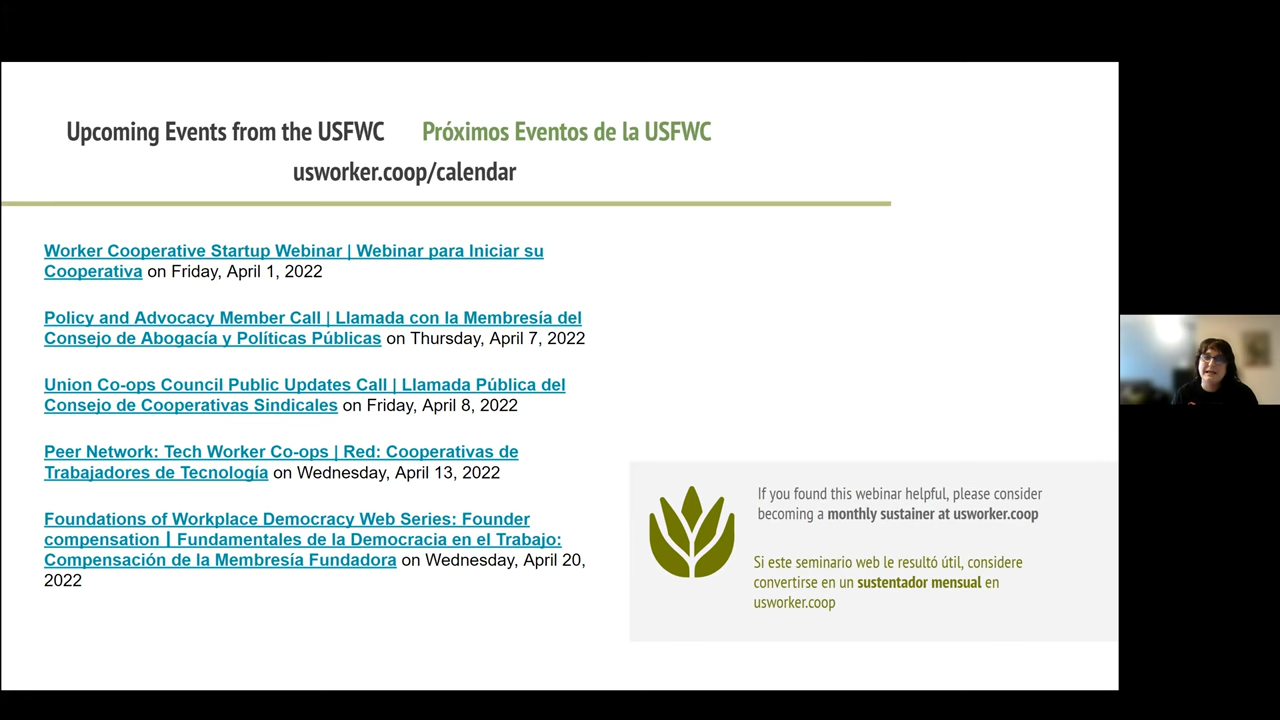 Upcoming Events from the USFWC Próximos Eventos de la USFWC
usworker.coop/calendar
Worker Cooperative Startup Webinar | Webinar para Iniciar su
Cooperativa on Friday, April 1, 2022
Policy and Advocacy Member Call | Llamada con la Membresía del
Consejo de Abogacía y Políticas Públicas on Thursday, April 7, 2022
Union Co-ops Council Public Updates Call | Llamada Pública del
Consejo de Cooperativas Sindicales on Friday, April 8, 2022
Peer Network: Tech Worker Co-ops | Red: Cooperativas de
Trabajadores de Tecnología on Wednesday, April 13, 2022
Foundations of Workplace Democracy Web Series: Founder
compensation | Fundamentales de la Democracia en el Trabajo:
Compensación de la Membresía Fundadora on Wednesday, April 20,
2022
If you found this webinar helpful, please consider
becoming a monthly sustainer at usworker.coop
Si este seminario web le resultó útil, considere
convertirse en un sustentador mensual en
usworker.coop